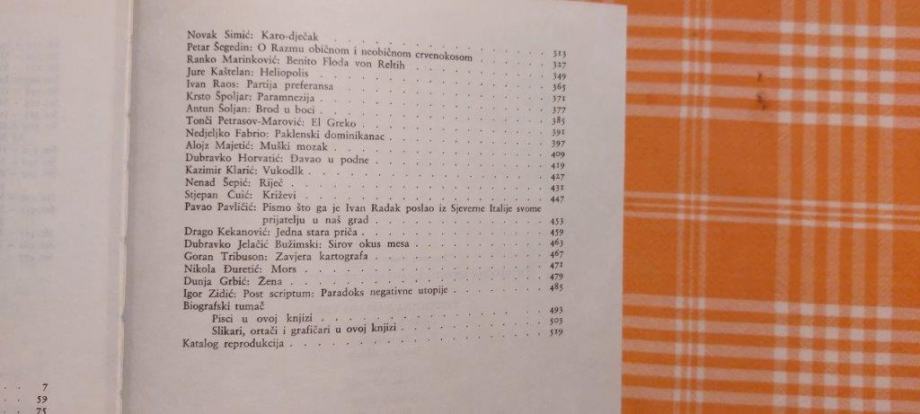 Novak Simić: Karo-dječak . . . 313
Petar Šegedin: O Razmu običnom i neobičnom crvenokosom . . . 327
Ranko Marinković: Benito Floda von Reltih . . . 349
Jure Kaštelan: Heliopolis . . . 365
Ivan Raos: Partija preferansa . . . 371
Krsto Špoljar: Paramnezija . . . 377
Antun Šoljan: Brod u boci . . . 385
Tonči Petrasov-Marović: El Greko . . . 391
Nedjeljko Fabrio: Paklenski dominikanac . . . 397
Alojz Majetić: Muški mozak . . . 409
Dubravko Horvatić: Đavao u podne . . . 419
Kazimir Klarić: Vukodlk . . . 427
Nenad Šepić: Riječ . . . 431
Stjepan Čuić: Križevi . . . 447
Pavao Pavličić: Pismo što ga je Ivan Radak poslao iz Sjeverne Italije svome
prijatelju u naš grad . . . 453
Drago Kekanović: Jedna stara priča . . . 459
Dubravko Jelačić Bužimski: Sirov okus mesa . . . 463
Goran Tribuson: Zavjera kartografa . . . 467
Nikola Đuretić: Mors . . . 471
Dunja Grbić: Žena . . . 479
Igor Zidić: Post scriptum: Paradoks negativne utopije . . . 485
Biografski tumač
Pisci u ovoj knjizi . . . 493
Slikari, ortači i grafičari u ovoj knjizi . . . 503
Katalog reprodukcija . . . 519
. . 7
. . 59
. . 75